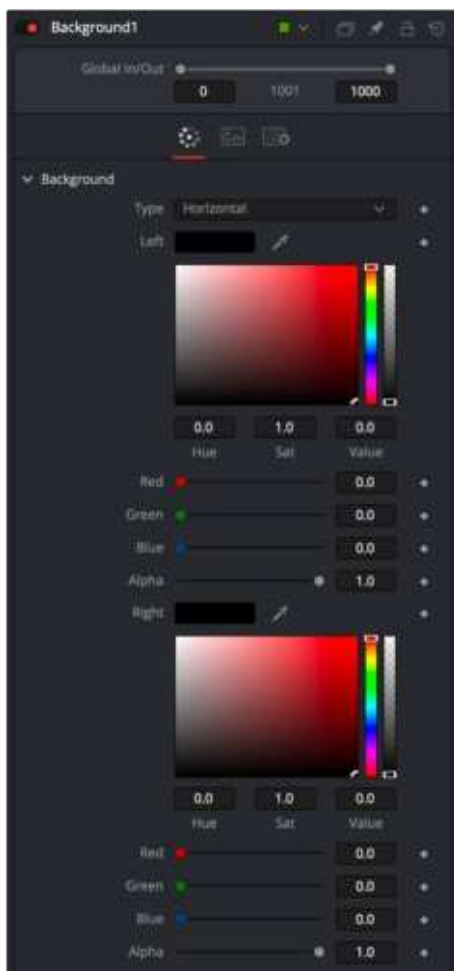 Background1
Global In/Out
0 1001 1000
Background
Type Horizontal
Left
0.0 1.0 0.0
Hue Sat Value
Red 0.0
Green 0.0
Blue 0.0
Alpha 1.0
Right
0.0 1.0 0.0
Hue Sat Value
Red 0.0
Green 0.0
Blue 0.0
Alpha 1.0